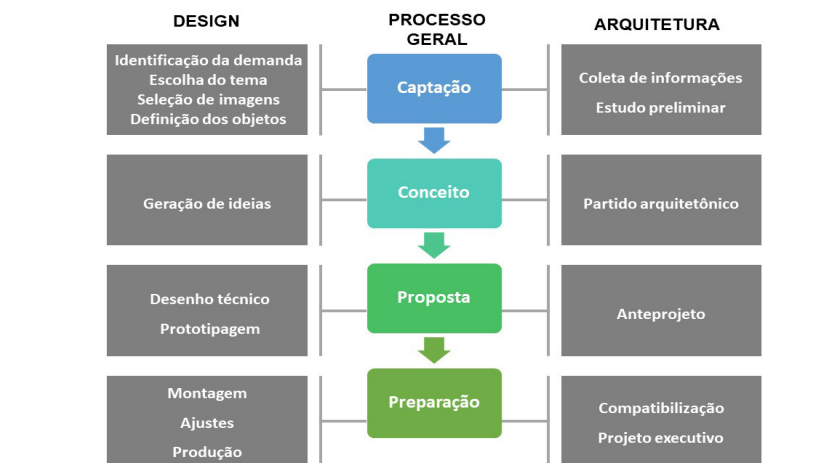 DESIGN
PROCESSO
GERAL
ARQUITETURA
Identificação da demanda
Escolha do tema
Seleção de imagens
Definição dos objetos
Captação
Coleta de informações
Estudo preliminar
Geração de ideias
Conceito
Partido arquitetônico
Desenho técnico
Prototipagem
Proposta
Anteprojeto
Montagem
Ajustes
Produção
Preparação
Compatibilização
Projeto executivo